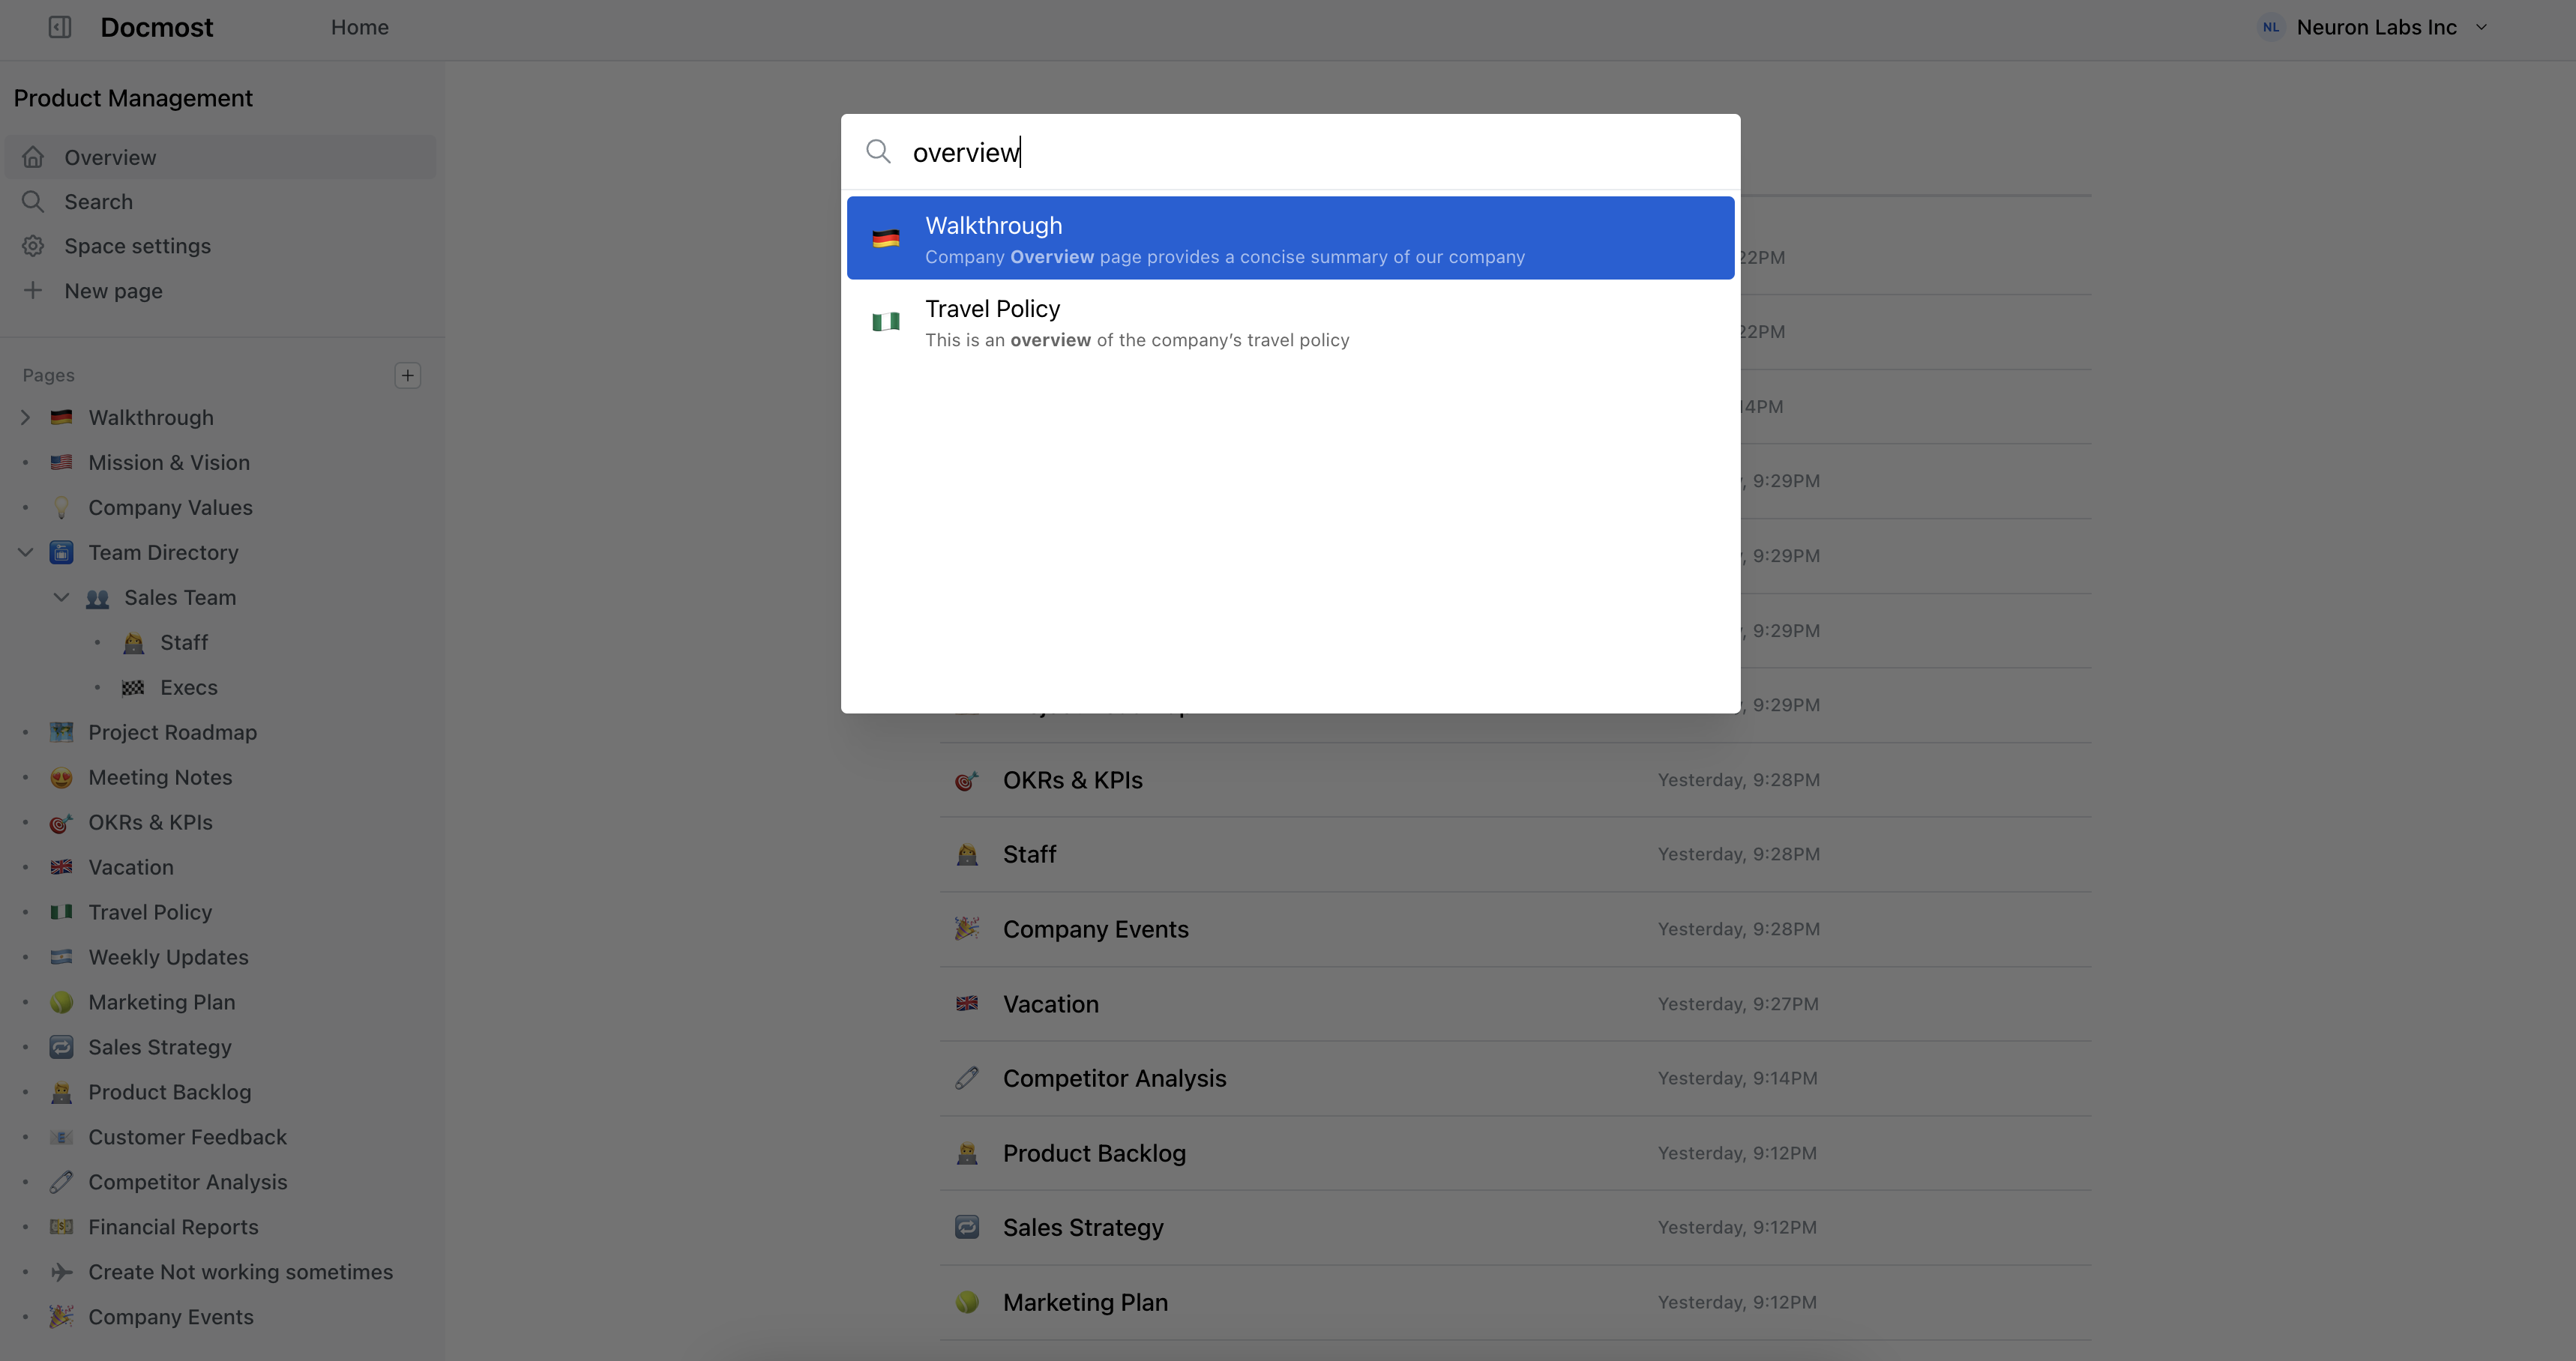 Docmost
Home
NL
Neuron Labs Inc
Product Management
Overview
Search
Space settings
New page
Pages
Walkthrough
Mission & Vision
Company Values
Team Directory
Sales Team
Staff
Execs
Project Roadmap
Meeting Notes
OKRs & KPIs
Vacation
Travel Policy
Weekly Updates
Marketing Plan
Sales Strategy
Product Backlog
Customer Feedback
Competitor Analysis
Financial Reports
Create Not working sometimes
Company Events
overview
Walkthrough
Company Overview page provides a concise summary of our company
Travel Policy
This is an overview of the company’s travel policy
22PM
22PM
14PM
9:29PM
9:29PM
9:29PM
9:29PM
OKRs & KPIs Yesterday, 9:28PM
Staff Yesterday, 9:28PM
Company Events Yesterday, 9:28PM
Vacation Yesterday, 9:27PM
Competitor Analysis Yesterday, 9:14PM
Product Backlog Yesterday, 9:12PM
Sales Strategy Yesterday, 9:12PM
Marketing Plan Yesterday, 9:12PM